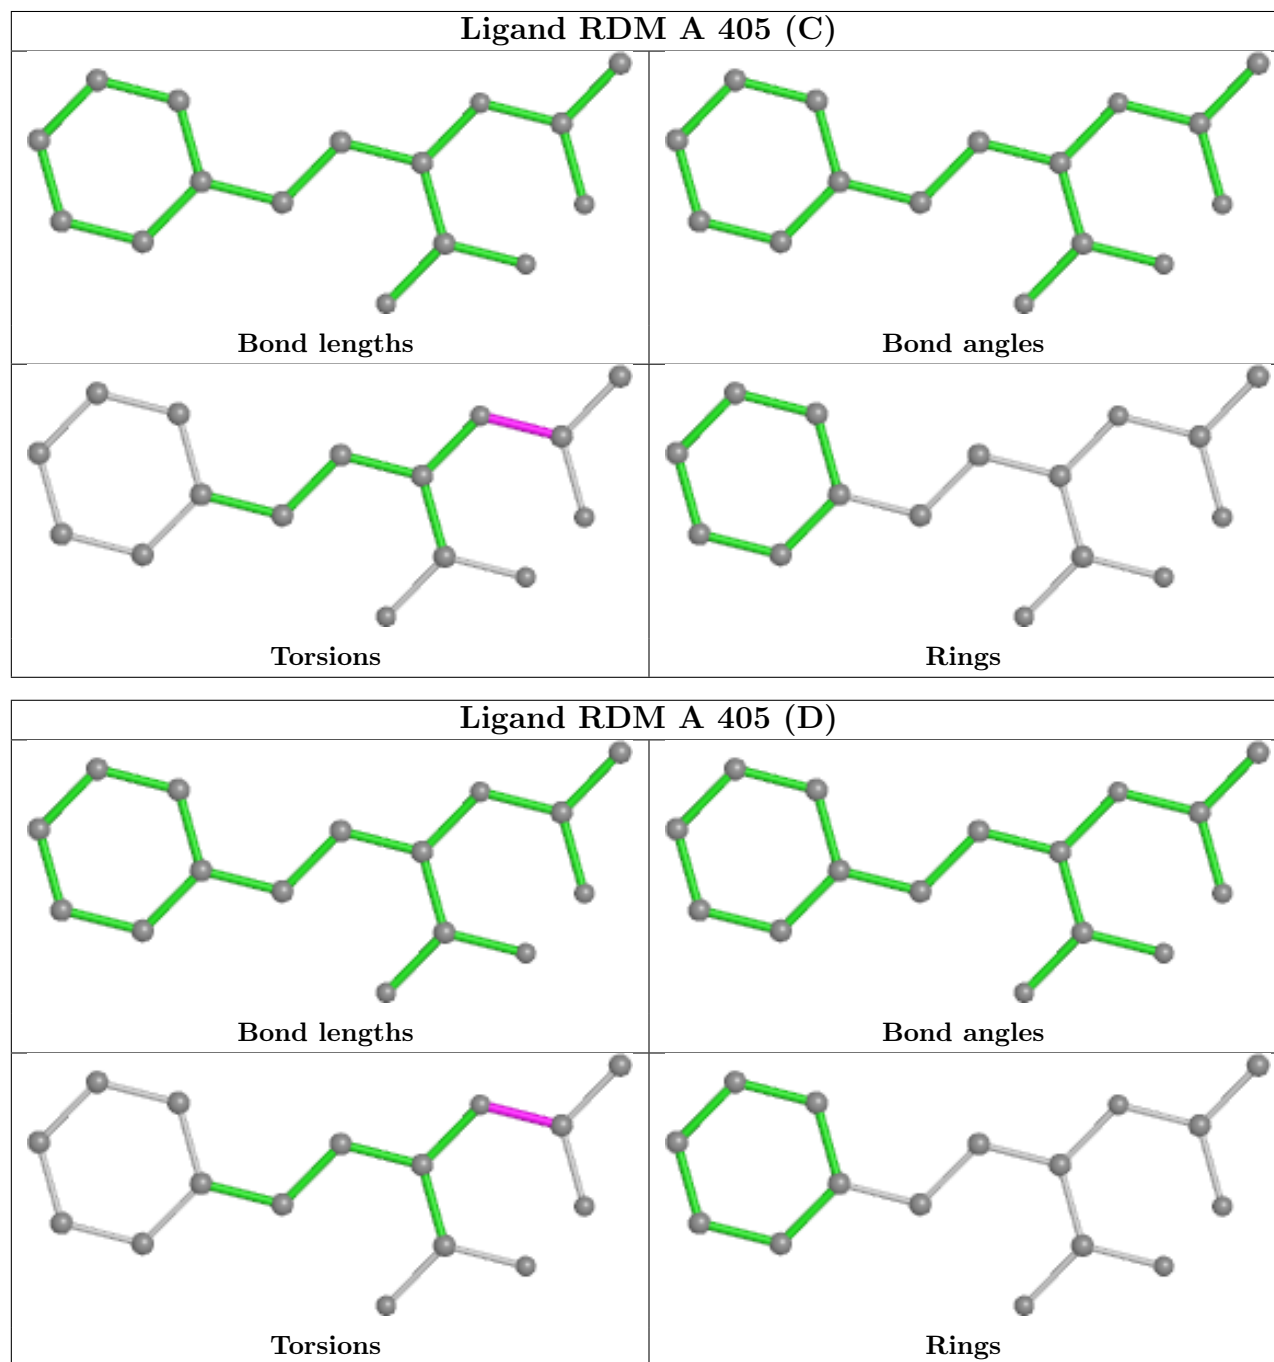 Ligand RDM A 405 (C)
Bond lengths
Bond angles
Torsions
Rings
Ligand RDM A 405 (D)
Bond lengths
Bond angles
Torsions
Rings